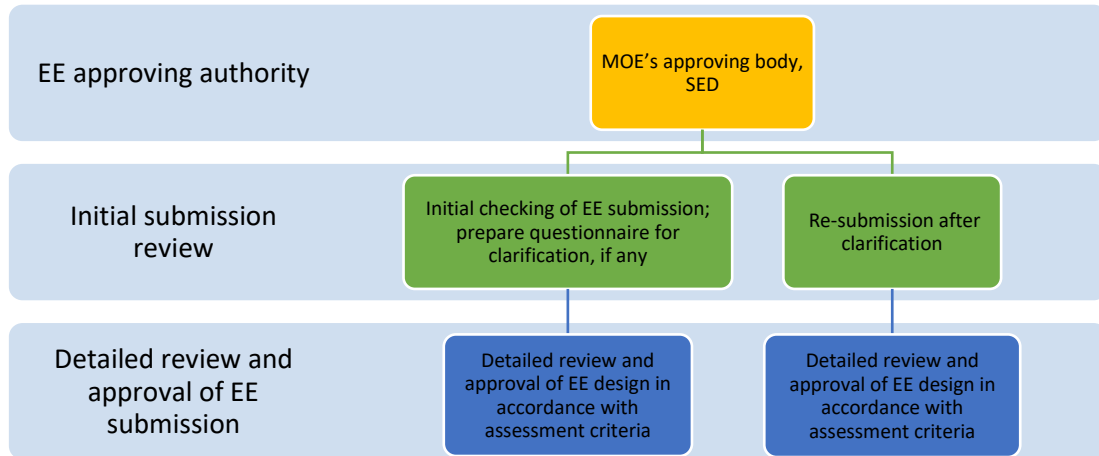 EE approving authority
MOE's approving body,
SED
Initial submission
review
Initial checking of EE submission;
prepare questionnaire for
clarification, if any
Re-submission after
clarification
Detailed review and
approval of EE
submission
Detailed review and
approval of EE design in
accordance with
assessment criteria
Detailed review and
approval of EE design in
accordance with
assessment criteria